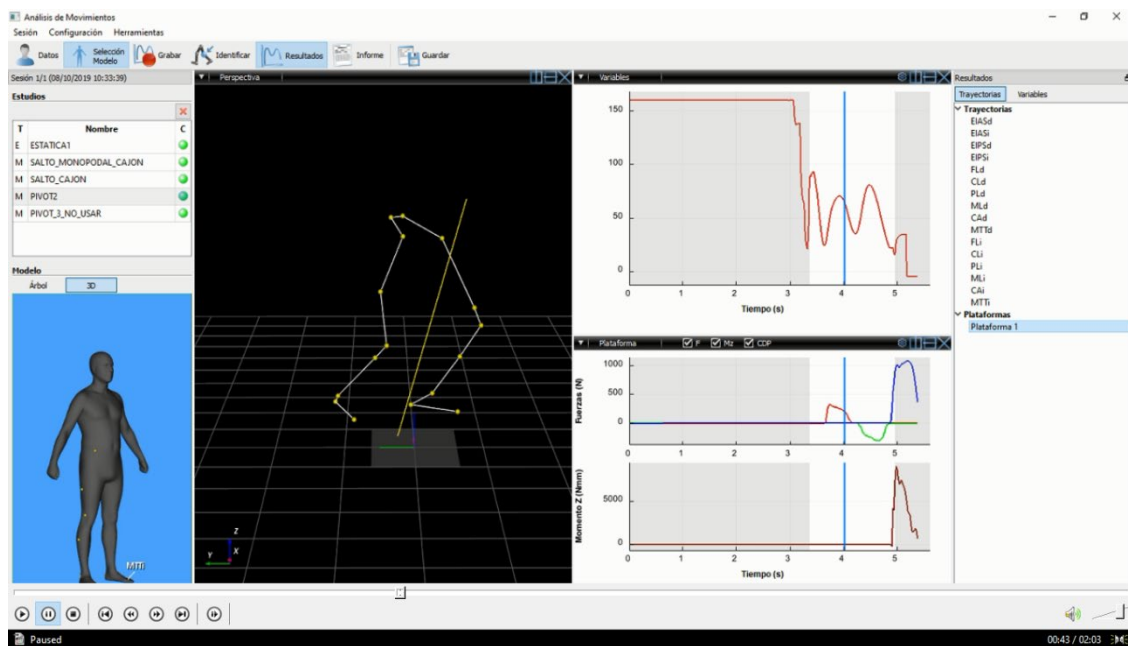 Análisis de Movimientos
Sesión Configuración Herramientas
Datos Selección Modelo Grabar Identificar Resultados Informe Guardar
Sesión 1/1 (08/10/2019 10:33:39)
Estudios
T Nombre C
E ESTATICA1
M SALTO_MONOPODAL_CAJON
M SALTO_CAJON
M PIVOT2
M PIVOT_3_NO_USAR
Modelo
Árbol 3D
MTTi
Perspectiva
Z
Y X
Variables
150
100
50
0
0 1 2 3 4 5
Tiempo (s)
Plataforma F Mz CDP
Fuerzas (N)
1000
500
0
0 1 2 3 4 5
Momento Z (Nmm)
5000
0
0 1 2 3 4 5
Tiempo (s)
Resultados
Trayectorias Variables
Trayectorias
EIASd
EIASi
EIPSd
EIPSi
FLd
CLd
PLd
MLd
CAd
MTTd
FLi
CLi
PLi
MLi
CAi
MTTi
Plataformas
Plataforma 1
Paused
00:43 / 02:03